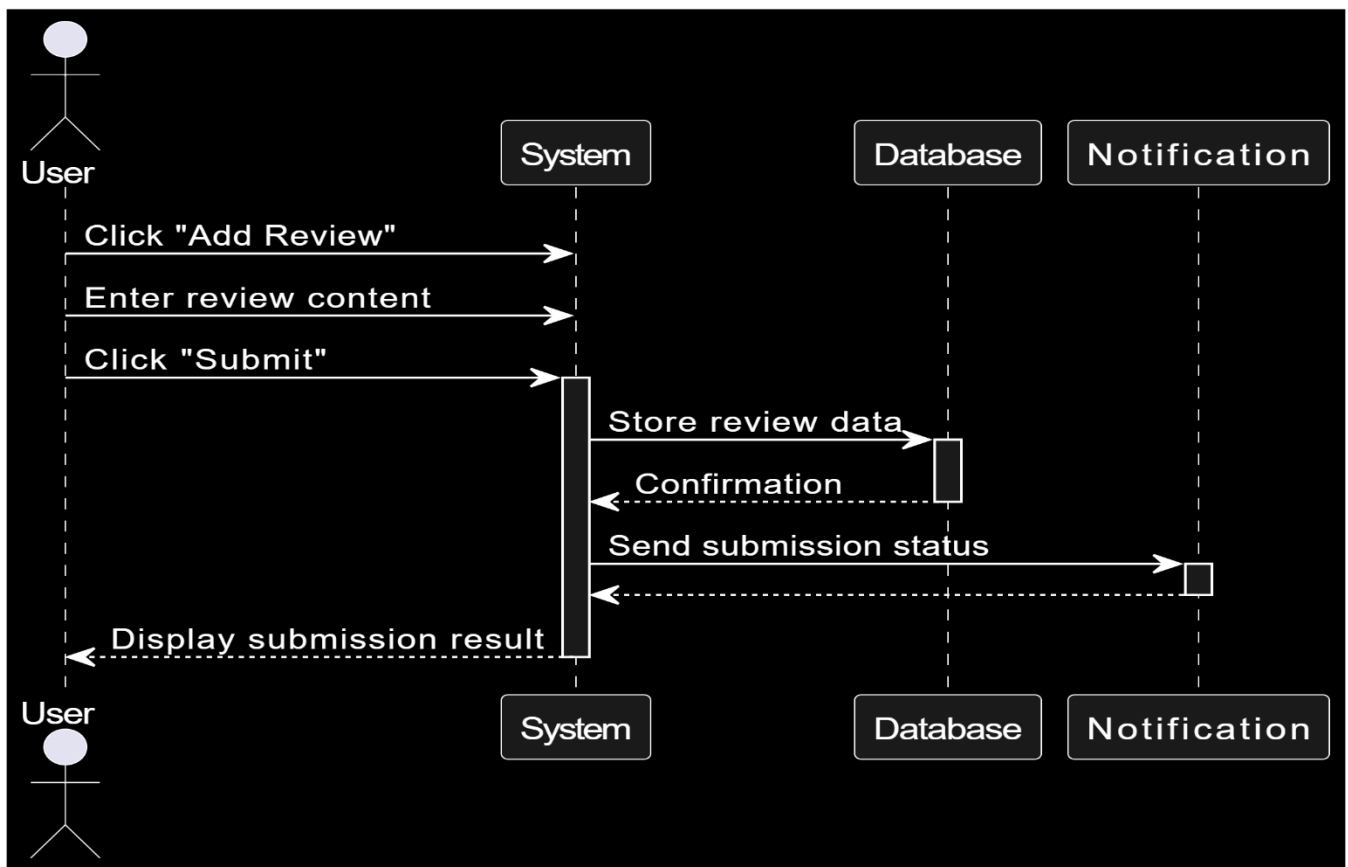 User
System
Database
Notification
Click "Add Review"
Enter review content
Click "Submit"
Store review data
Confirmation
Send submission status
Display submission result
User
System
Database
Notification